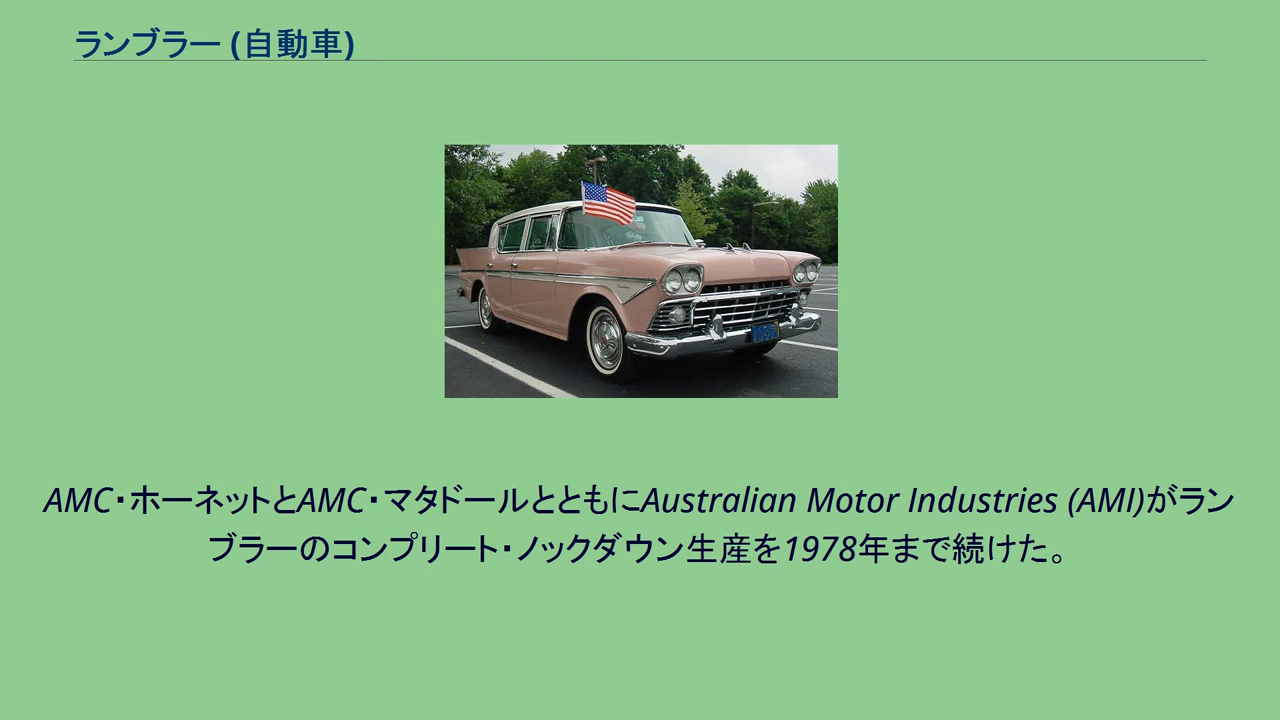 ランブラー (自動車)
AMC・ホーネットとAMC・マタドールとともにAustralian Motor Industries (AMI)がラン
ブラーのコンプリート・ノックダウン生産を1978年まで続けた。